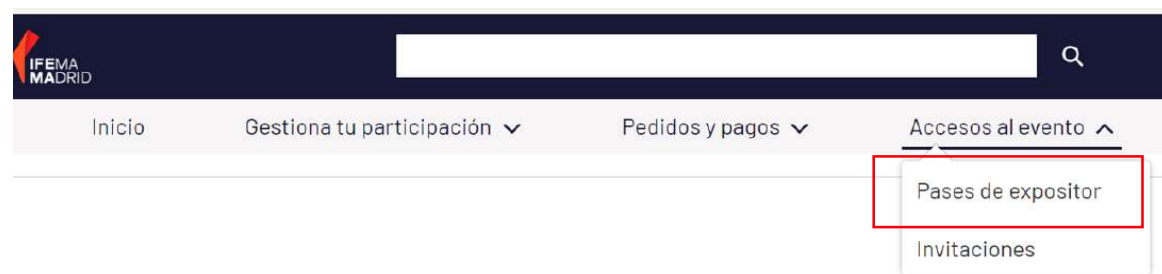 IFEMA
MADRID
Inicio Gestiona tu participación Pedidos y pagos Accesos al evento
Pases de expositor
Invitaciones